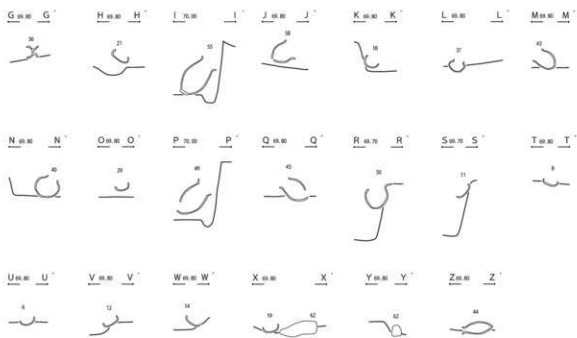 G 69.80 G'
H 69.80 H'
I 70.00 I'
J 69.80 J'
K 69.80 K'
L 69.80 L'
M 69.80 M'
36
21
55
58
18
37
43
N 69.80 N'
O 69.80 O'
P 70.00 P'
Q 69.80 Q'
R 69.70 R'
S 69.70 S'
T 69.80 T'
40
29
49
45
50
11
8
U 69.80 U'
V 69.80 V'
W 69.80 W'
X 69.80 X'
Y 69.80 Y'
Z 69.80 Z'
6
12
14
19
62
62
44